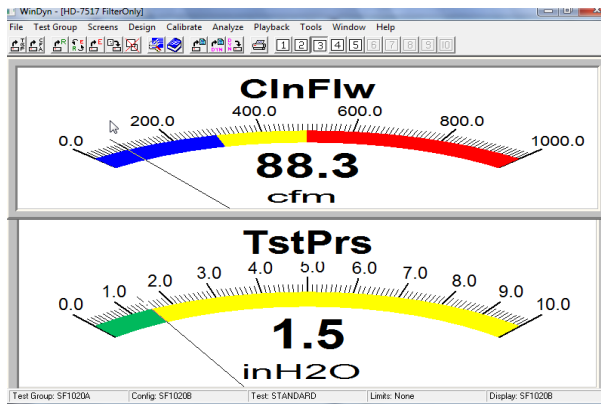 WinDyn - [HD-7517 FilterOnly]
File Test Group Screens Design Calibrate Analyze Playback Tools Window Help
1 2 3 4 5 6 7 8 9 10
ClnFlw
0.0 200.0 400.0 600.0 800.0 1000.0
88.3
cfm
TstPrs
0.0 1.0 2.0 3.0 4.0 5.0 6.0 7.0 8.0 9.0 10.0
1.5
inH2O
Test Group: SF1020A Config: SF1020B Test: STANDARD Limits: None Display: SF1020B